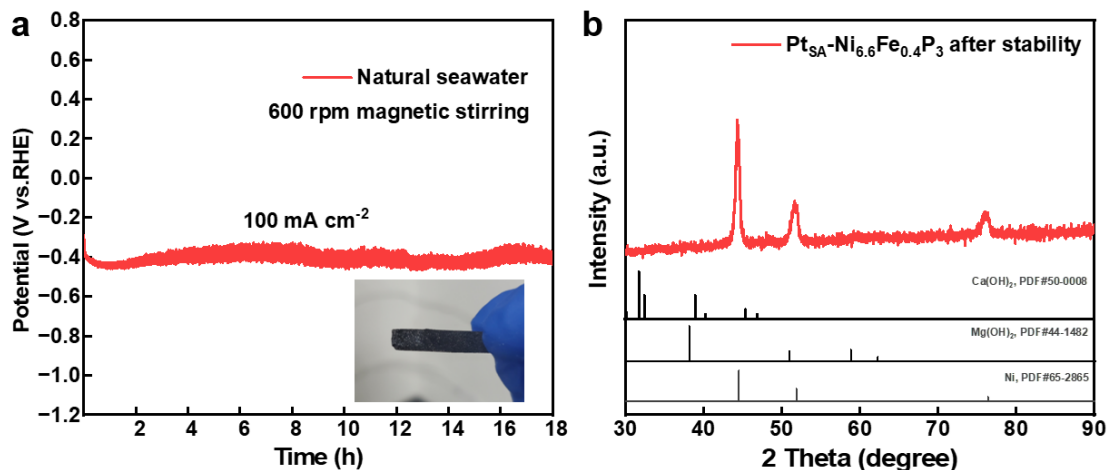 a
0.8
0.6
0.4
0.2
0.0
−0.2
−0.4
−0.6
−0.8
−1.0
−1.2
Potential (V vs.RHE)
Natural seawater
600 rpm magnetic stirring
100 mA cm⁻²
2 4 6 8 10 12 14 16 18
Time (h)
b
Intensity (a.u.)
Pt_SA-Ni₆.₆Fe₀.₄P₃ after stability
Ca(OH)₂, PDF#50-0008
Mg(OH)₂, PDF#44-1482
Ni, PDF#65-2865
30 40 50 60 70 80 90
2 Theta (degree)